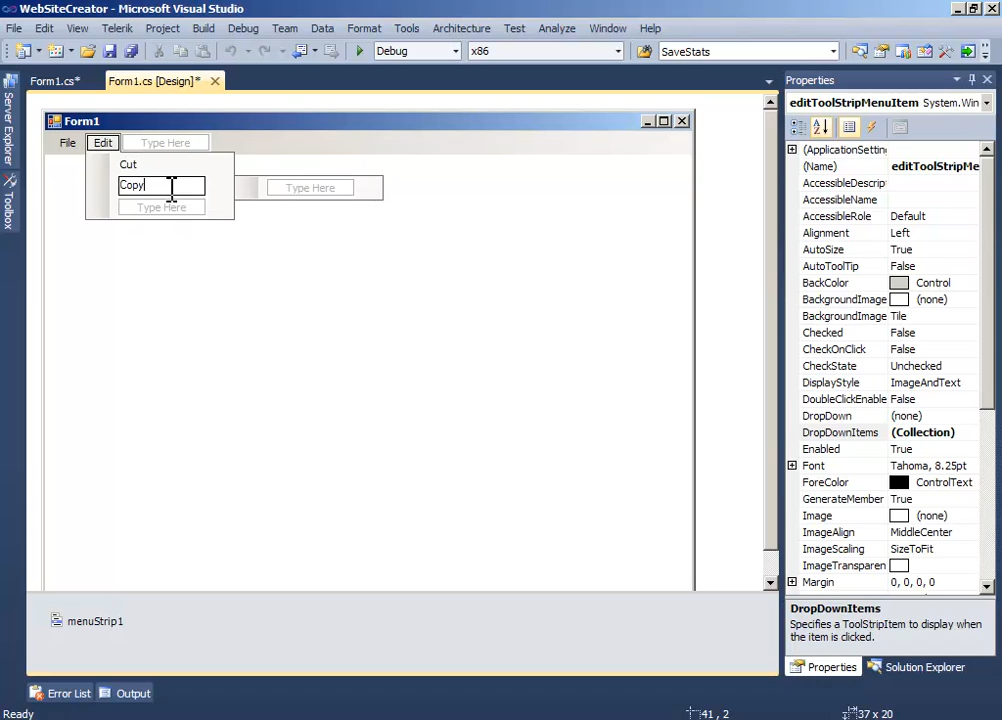 WebSiteCreator - Microsoft Visual Studio
File Edit View Telerik Project Build Debug Team Data Format Tools Architecture Test Analyze Window Help
Debug x86 SaveStats
Form1.cs* Form1.cs [Design]*
Server Explorer
Toolbox
Form1
File Edit Type Here
Cut
Copy Type Here
Type Here
menuStrip1
Properties
editToolStripMenuItem System.Win
(ApplicationSetting
(Name) editToolStripMe
AccessibleDescrip
AccessibleName
AccessibleRole Default
Alignment Left
AutoSize True
AutoToolTip False
BackColor Control
BackgroundImage (none)
BackgroundImage Tile
Checked False
CheckOnClick False
CheckState Unchecked
DisplayStyle ImageAndText
DoubleClickEnable False
DropDown (none)
DropDownItems (Collection)
Enabled True
Font Tahoma, 8.25pt
ForeColor ControlText
GenerateMember True
Image (none)
ImageAlign MiddleCenter
ImageScaling SizeToFit
ImageTransparen
Margin 0, 0, 0, 0
DropDownItems
Specifies a ToolStripItem to display when
the item is clicked.
Properties Solution Explorer
Error List Output
Ready 41 , 2 37 x 20